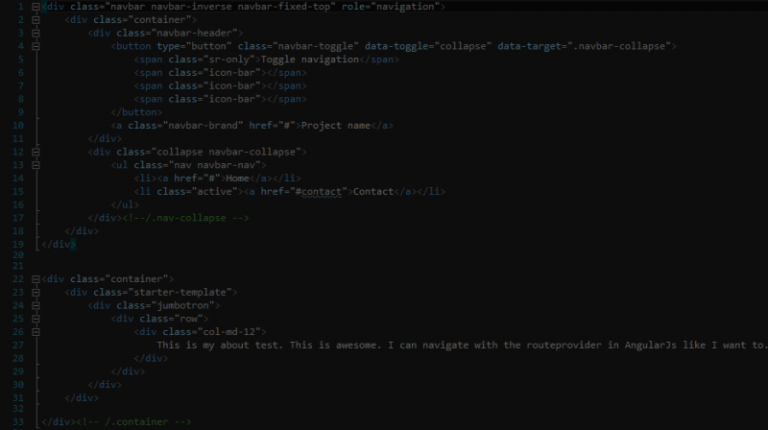 1 <div class="navbar navbar-inverse navbar-fixed-top" role="navigation">
2 <div class="container">
3 <div class="navbar-header">
4 <button type="button" class="navbar-toggle" data-toggle="collapse" data-target=".navbar-collapse">
5 <span class="sr-only">Toggle navigation</span>
6 <span class="icon-bar"></span>
7 <span class="icon-bar"></span>
8 <span class="icon-bar"></span>
9 </button>
10 <a class="navbar-brand" href="#">Project name</a>
11 </div>
12 <div class="collapse navbar-collapse">
13 <ul class="nav navbar-nav">
14 <li><a href="#">Home</a></li>
15 <li class="active"><a href="#contact">Contact</a></li>
16 </ul>
17 </div><!--/.nav-collapse -->
18 </div>
19 </div>
20
21
22 <div class="container">
23 <div class="starter-template">
24 <div class="jumbotron">
25 <div class="row">
26 <div class="col-md-12">
27 This is my about test. This is awesome. I can navigate with the routeprovider in AngularJs like I want to.
28 </div>
29 </div>
30 </div>
31 </div>
32
33 </div><!-- /.container -->